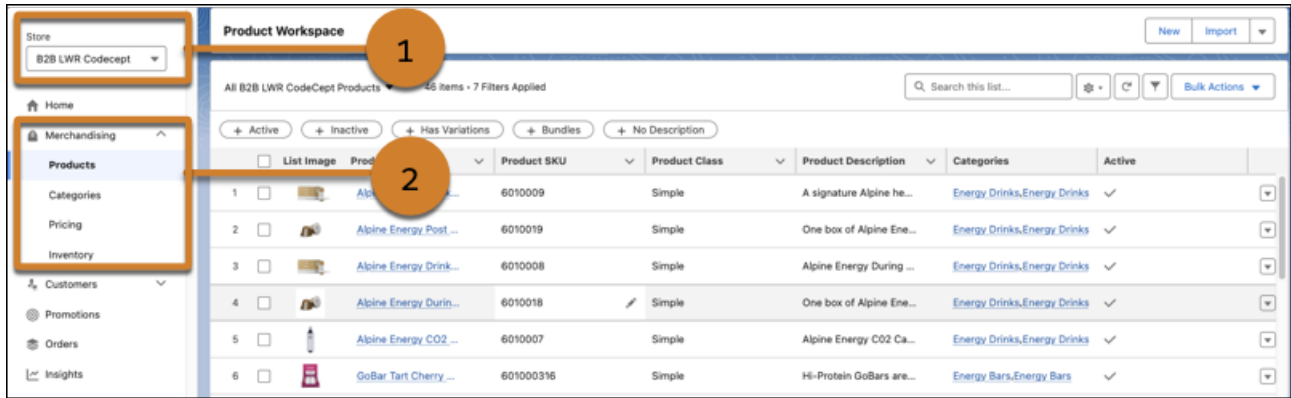 Store
B2B LWR Codecept
Home
Merchandising
Products
Categories
Pricing
Inventory
Customers
Promotions
Orders
Insights
1
2
Product Workspace
New Import
All B2B LWR CodeCept Products 46 items • 7 Filters Applied
Search this list... Bulk Actions
+ Active + Inactive + Has Variations + Bundles + No Description
List Image Product SKU Product Class Product Description Categories Active
1 6010009 Simple A signature Alpine he... Energy Drinks,Energy Drinks
2 Alpine Energy Post ... 6010019 Simple One box of Alpine Ene... Energy Drinks,Energy Drinks
3 Alpine Energy Drink... 6010008 Simple Alpine Energy During ... Energy Drinks,Energy Drinks
4 Alpine Energy Durin... 6010018 Simple One box of Alpine Ene... Energy Drinks,Energy Drinks
5 Alpine Energy CO2 ... 6010007 Simple Alpine Energy C02 Ca... Energy Drinks,Energy Drinks
6 GoBar Tart Cherry ... 601000316 Simple Hi-Protein GoBars are... Energy Bars,Energy Bars